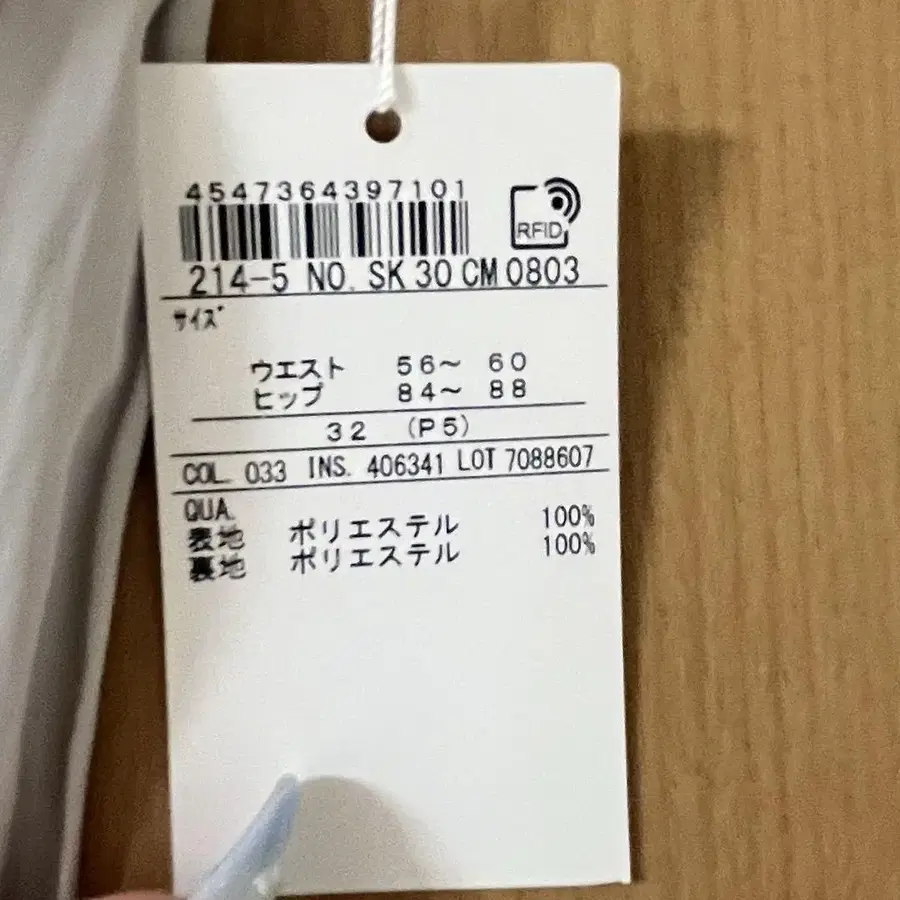 4547364397101
RFID
214-5 NO. SK 30 CM 0803
サイズ
ウエスト 56~ 60
ヒップ 84~ 88
32 (P5)
COL. 033 INS. 406341 LOT 7088607
QUA.
表地 ポリエステル 100%
裏地 ポリエステル 100%